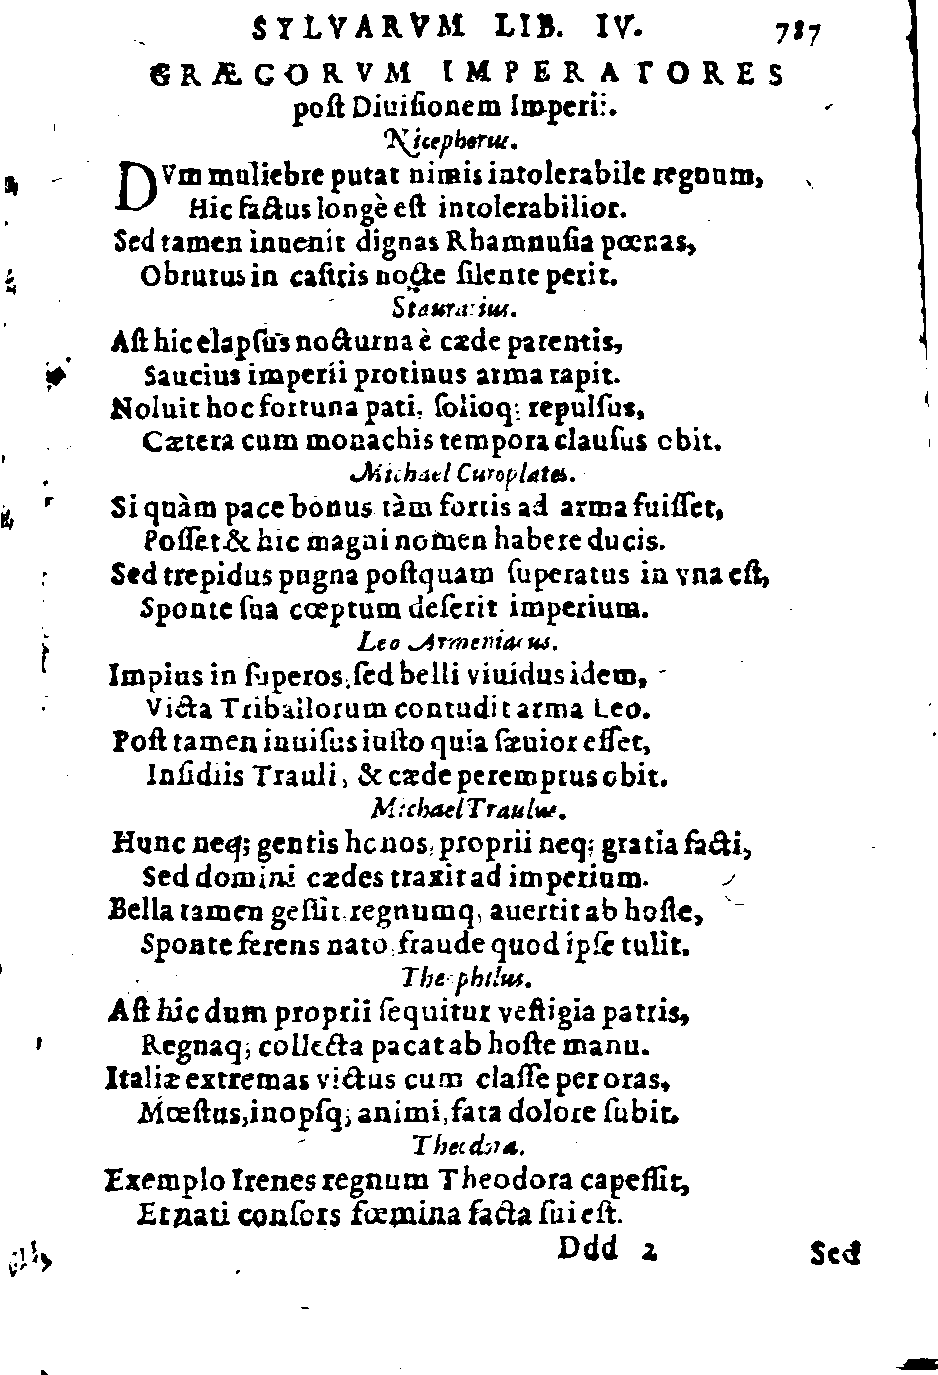 SYLVARVM LIB. IV. 787
GRÆCORVM IMPERATORES
poſt Diuiſionem Imperii.
Nicephorus.
DVm muliebre putat nimis intolerabile regnum,
Hic factus longè eſt intolerabilior.
Sed tamen inuenit dignas Rhamnuſia pœnas,
Obrutus in caſtris nocte ſilente perit.
Stauratius.
Aſt hic elapſus nocturna è cæde parentis,
Saucius imperii protinus arma rapit.
Noluit hoc fortuna pati, ſolioq; repulſus,
Cætera cum monachis tempora clauſus obit.
Michael Curoplates.
Si quàm pace bonus tàm fortis ad arma fuiſſet,
Poſſet & hic magni nomen habere ducis.
Sed trepidus pugna poſtquam ſuperatus in vna eſt,
Sponte ſua cœptum deſerit imperium.
Leo Armeniacus.
Impius in ſuperos, ſed belli viuidus idem,
Victa Triballorum contudit arma Leo.
Poſt tamen inuiſus iuſto quia ſæuior eſſet,
Inſidiis Trauli, & cæde peremptus obit.
Michael Traulus.
Hunc neq; gentis honos, proprii neq; gratia facti,
Sed domini cædes traxit ad imperium.
Bella tamen geſſit, regnumq; auertit ab hoſte,
Sponte ferens nato, fraude quod ipſe tulit.
Theophilus.
Aſt hic dum proprii ſequitur veſtigia patris,
Regnaq; collecta pacat ab hoſte manu.
Italiæ extremas victus cum claſſe per oras,
Mœſtus, inopſq; animi, fata dolore ſubit.
Theodora.
Exemplo Irenes regnum Theodora capeſſit,
Et nati conſors fœmina facta ſui eſt.
Ddd 2 Sed